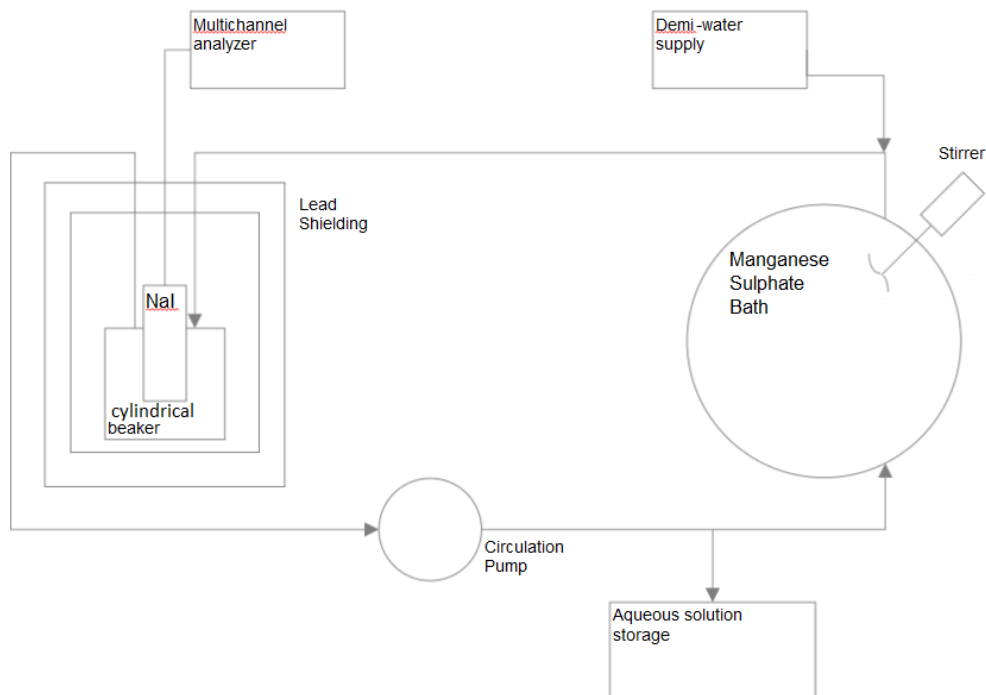 Multichannel
analyzer
Demi-water
supply
Stirrer
Lead
Shielding
Manganese
Sulphate
Bath
NaI
cylindrical
beaker
Circulation
Pump
Aqueous solution
storage